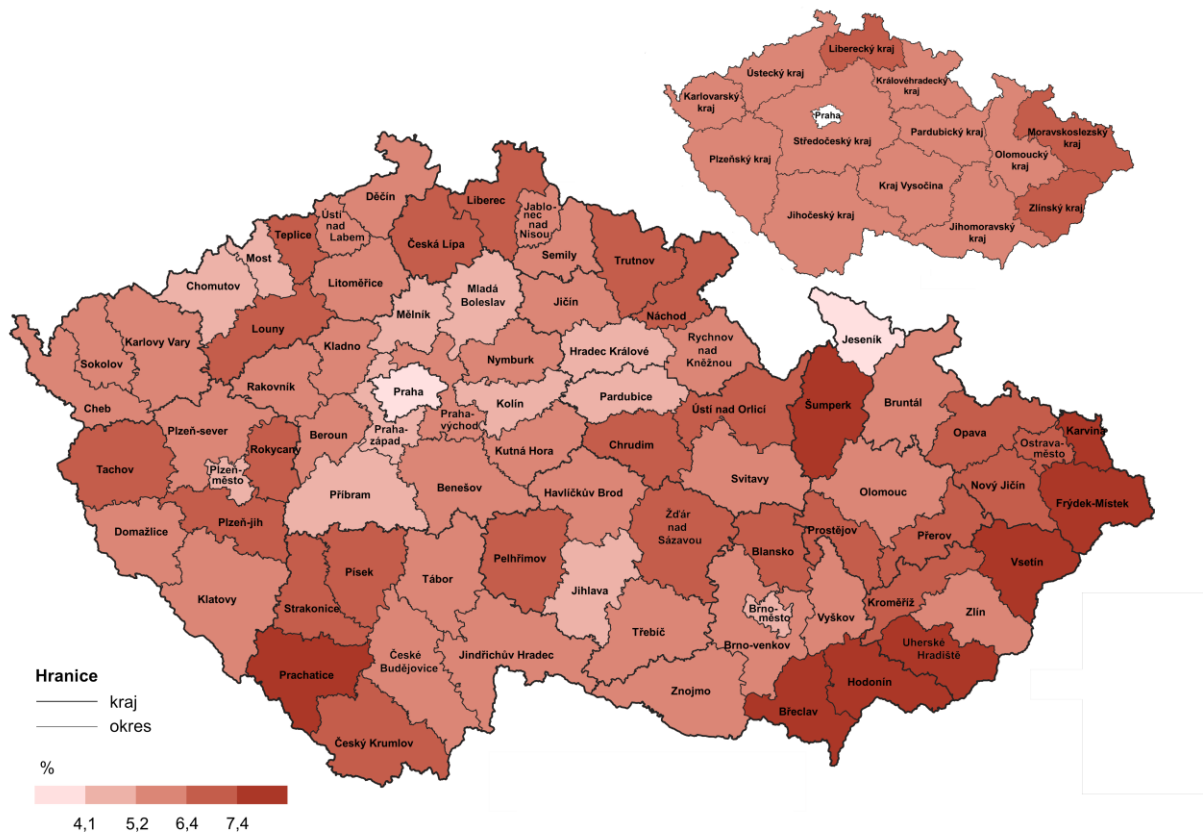 Liberecký kraj
Ústecký kraj
Královéhradecký
kraj
Karlovarský
kraj
Praha
Středočeský kraj
Pardubický kraj
Moravskoslezský
kraj
Olomoucký
kraj
Plzeňský kraj
Kraj Vysočina
Zlínský kraj
Jihočeský kraj
Jihomoravský
kraj
Děčín
Liberec
Jablo-
nec
nad
Nisou
Ústí
nad
Labem
Teplice
Česká Lípa
Semily
Trutnov
Most
Chomutov
Litoměřice
Mladá
Boleslav
Jičín
Mělník
Náchod
Louny
Karlovy Vary
Kladno
Nymburk
Hradec Králové
Rychnov
nad
Kněžnou
Jeseník
Sokolov
Rakovník
Praha
Kolín
Pardubice
Ústí nad Orlicí
Šumperk
Bruntál
Cheb
Plzeň-sever
Beroun
Praha-
západ
Praha-
východ
Chrudim
Opava
Karviná
Rokycany
Kutná Hora
Ostrava-
město
Tachov
Plzeň-
město
Svitavy
Nový Jičín
Příbram
Benešov
Havlíčkův Brod
Olomouc
Frýdek-Místek
Plzeň-jih
Žďár
nad
Sázavou
Domažlice
Prostějov
Přerov
Pelhřimov
Blansko
Vsetín
Písek
Tábor
Klatovy
Jihlava
Strakonice
Kroměříž
Brno-
město
Zlín
Vyškov
Třebíč
Uherské
Hradiště
Brno-venkov
České
Budějovice
Jindřichův Hradec
Prachatice
Hodonín
Znojmo
Břeclav
Český Krumlov
Hranice
kraj
okres
%
4,1 5,2 6,4 7,4